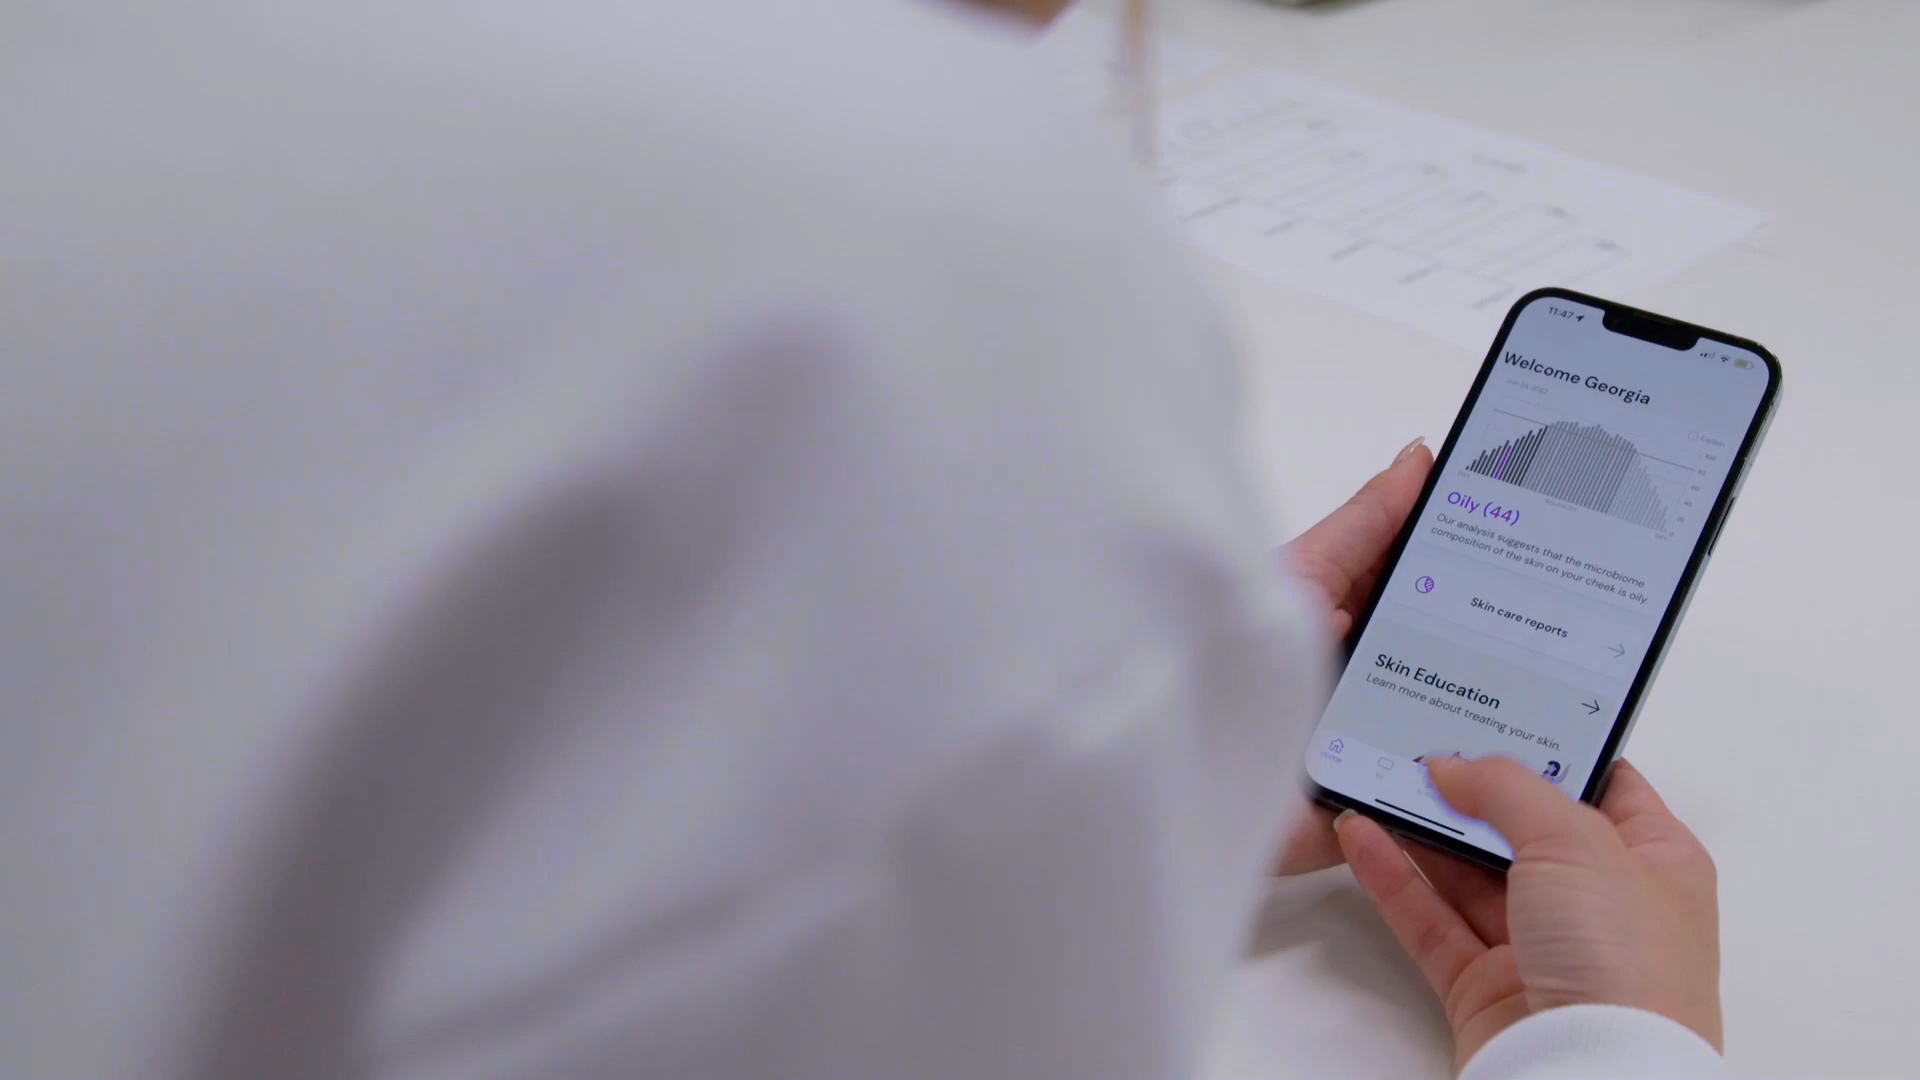 11:47
Welcome Georgia
Oily (44)
Our analysis suggests that the microbiome
composition of the skin on your cheek is oily.
Skin care reports
Skin Education
Learn more about treating your skin.
Home